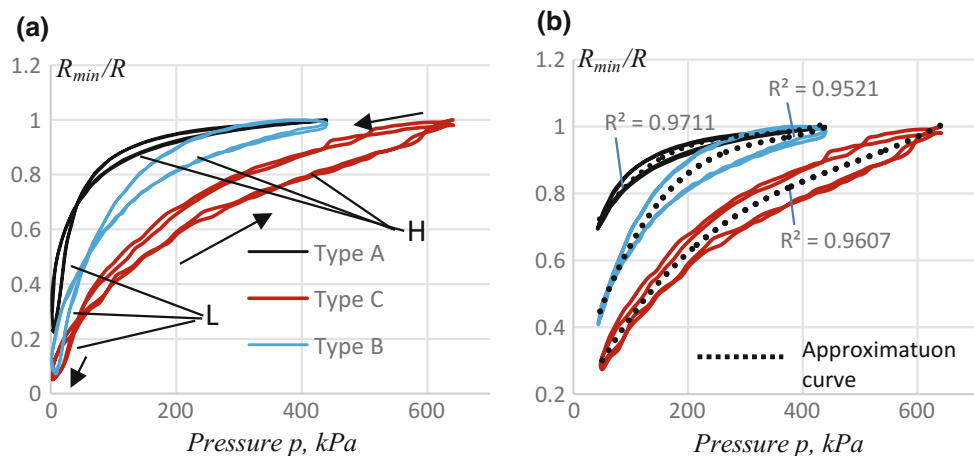 (a)
R_min/R
1.2
1
0.8
0.6
0.4
0.2
0
0 200 400 600
Pressure p, kPa
H
L
Type A
Type C
Type B
(b)
R_min/R
1.2
1
0.8
0.6
0.4
0.2
0 200 400 600
Pressure p, kPa
R² = 0.9521
R² = 0.9711
R² = 0.9607
Approximatuon
curve